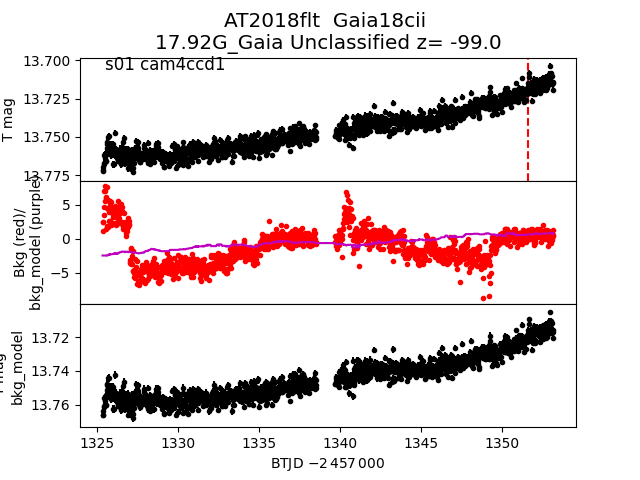 AT2018flt  Gaia18cii
17.92G_Gaia Unclassified z= -99.0
s01 cam4ccd1
13.700
13.725
13.750
13.775
T mag
5
0
−5
Bkg (red)/
bkg_model (purple)
13.72
13.74
13.76
bkg_model
1325
1330
1335
1340
1345
1350
BTJD −2 457 000